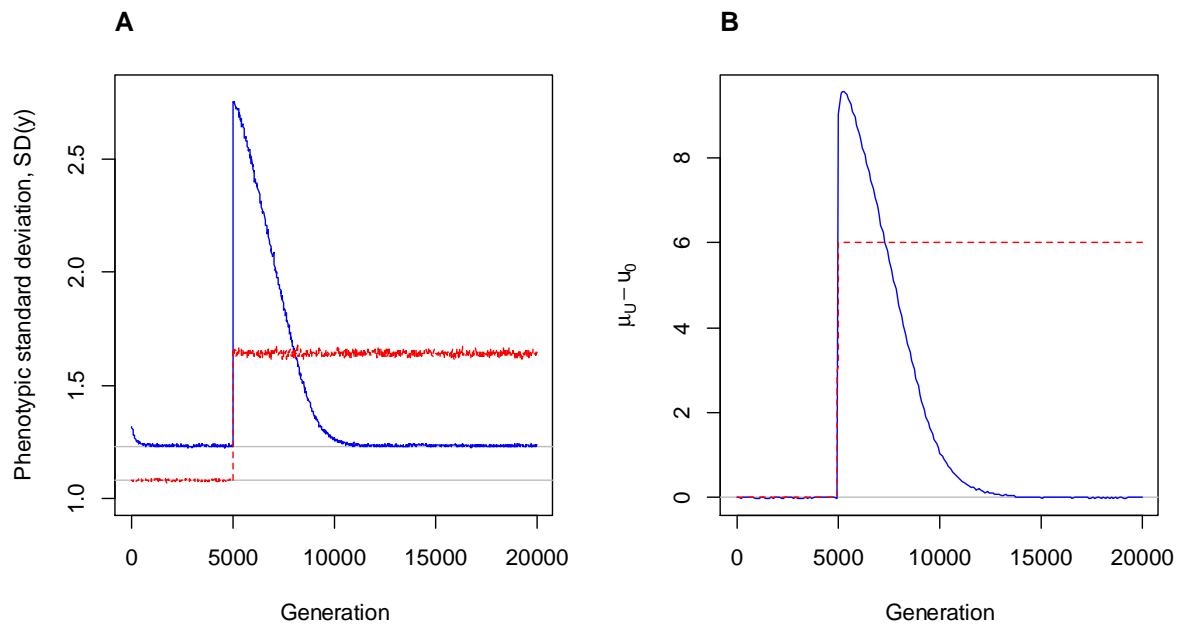 A
Phenotypic standard deviation, SD(y)
2.5
2.0
1.5
1.0
0 5000 10000 15000 20000
Generation
B
μU − u0
8
6
4
2
0
0 5000 10000 15000 20000
Generation